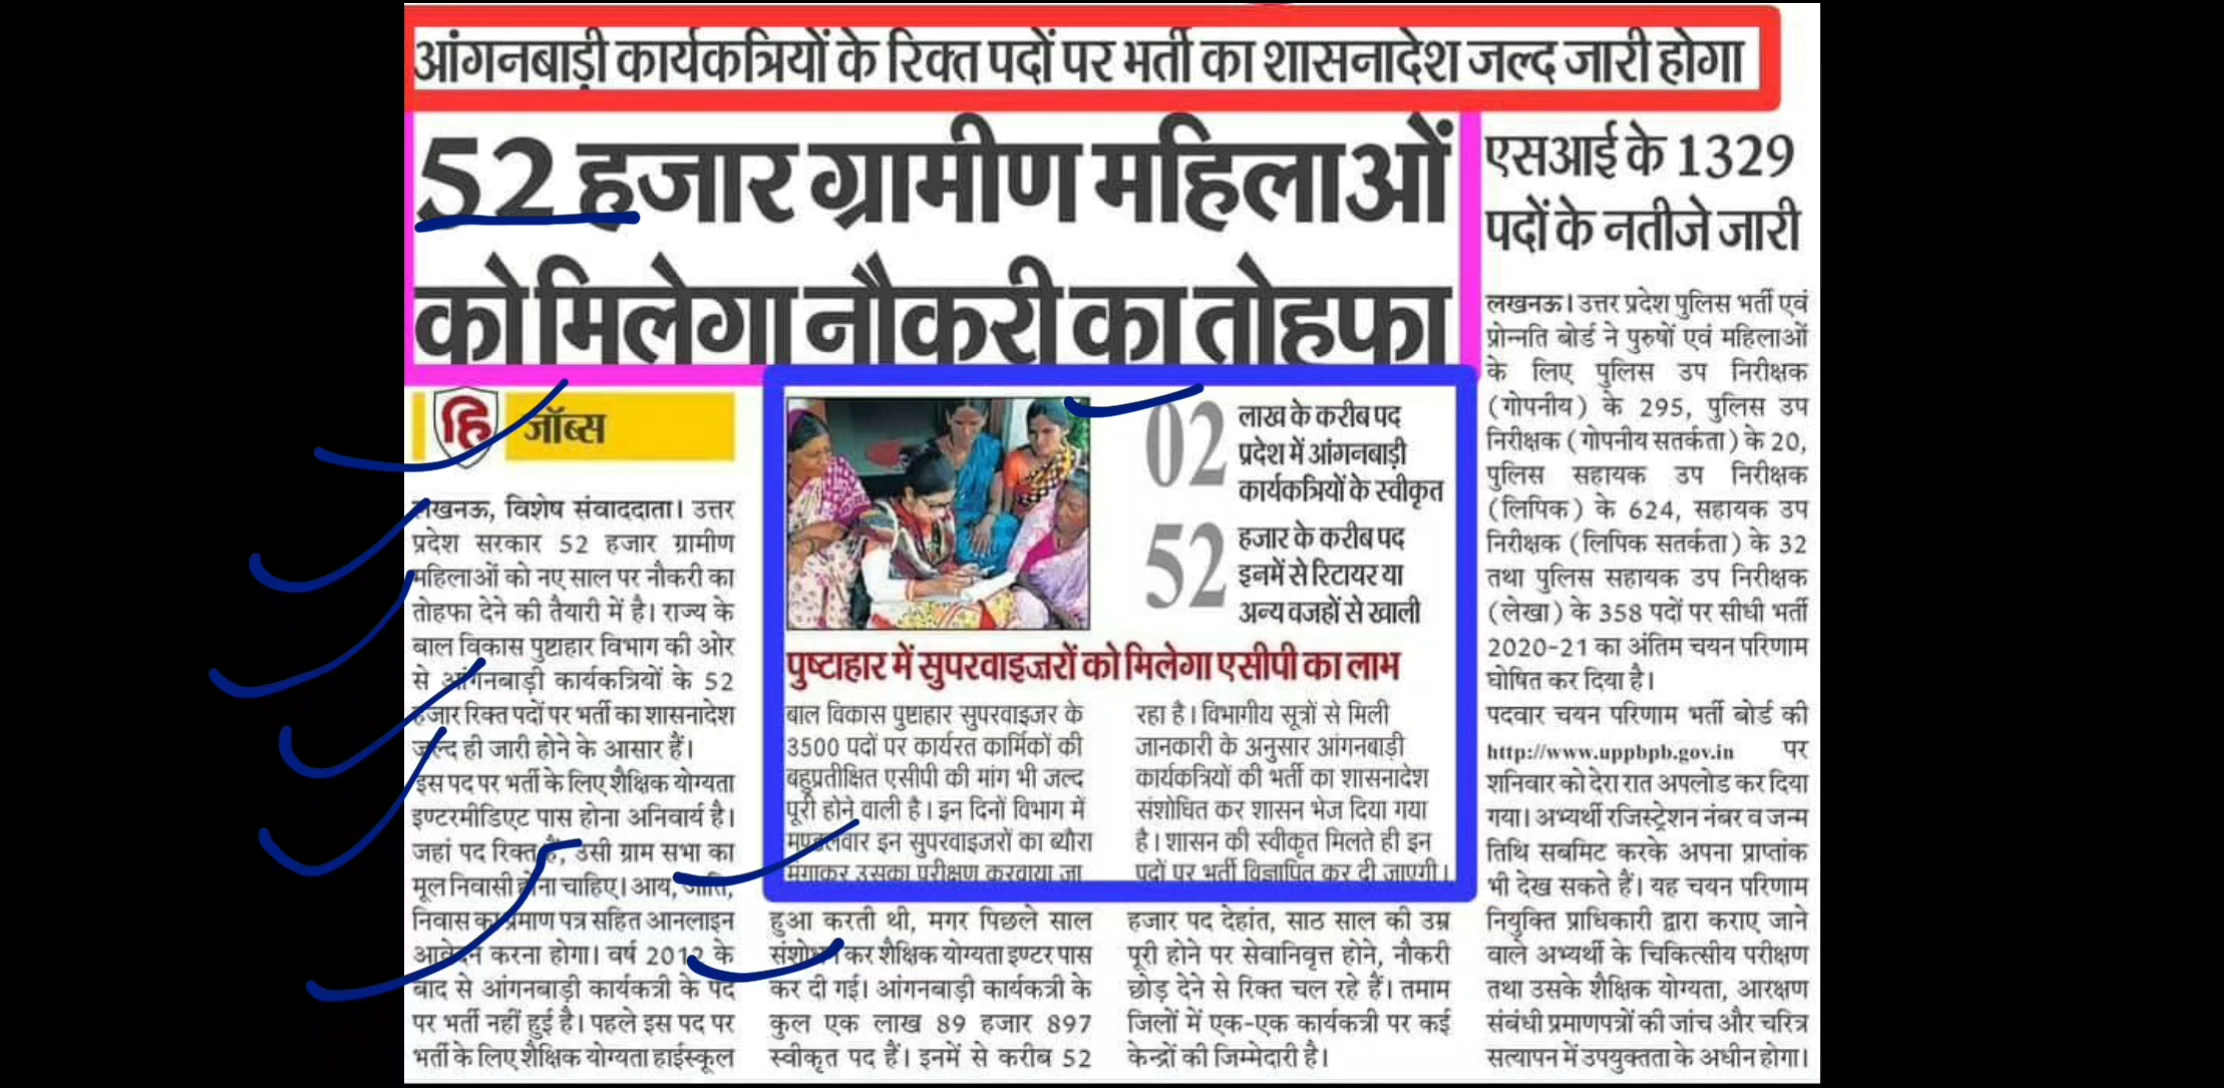 आंगनबाड़ी कार्यकत्रियों के रिक्त पदों पर भर्ती का शासनादेश जल्द जारी होगा
52 हजार ग्रामीण महिलाओं
को मिलेगा नौकरी का तोहफा
हि जॉब्स
लखनऊ, विशेष संवाददाता। उत्तर
प्रदेश सरकार 52 हजार ग्रामीण
महिलाओं को नए साल पर नौकरी का
तोहफा देने की तैयारी में है। राज्य के
बाल विकास पुष्टाहार विभाग की ओर
से आंगनबाड़ी कार्यकत्रियों के 52
हजार रिक्त पदों पर भर्ती का शासनादेश
जल्द ही जारी होने के आसार हैं।
इस पद पर भर्ती के लिए शैक्षिक योग्यता
इण्टरमीडिएट पास होना अनिवार्य है।
जहां पद रिक्त हैं, उसी ग्राम सभा का
मूल निवासी होना चाहिए। आय, जाति,
निवास का प्रमाण पत्र सहित आनलाइन
आवेदन करना होगा। वर्ष 2012 के
बाद से आंगनबाड़ी कार्यकत्री के पद
पर भर्ती नहीं हुई है। पहले इस पद पर
भर्ती के लिए शैक्षिक योग्यता हाईस्कूल
02 लाख के करीब पद
प्रदेश में आंगनबाड़ी
कार्यकत्रियों के स्वीकृत
52 हजार के करीब पद
इनमें से रिटायर या
अन्य वजहों से खाली
पुष्टाहार में सुपरवाइजरों को मिलेगा एसीपी का लाभ
बाल विकास पुष्टाहार सुपरवाइजर के
3500 पदों पर कार्यरत कार्मिकों की
बहुप्रतीक्षित एसीपी की मांग भी जल्द
पूरी होने वाली है। इन दिनों विभाग में
मण्डलवार इन सुपरवाइजरों का ब्यौरा
मंगाकर उसका परीक्षण करवाया जा
रहा है। विभागीय सूत्रों से मिली
जानकारी के अनुसार आंगनबाड़ी
कार्यकत्रियों की भर्ती का शासनादेश
संशोधित कर शासन भेज दिया गया
है। शासन की स्वीकृत मिलते ही इन
पदों पर भर्ती विज्ञापित कर दी जाएगी।
हुआ करती थी, मगर पिछले साल
संशोधन कर शैक्षिक योग्यता इण्टर पास
कर दी गई। आंगनबाड़ी कार्यकत्री के
कुल एक लाख 89 हजार 897
स्वीकृत पद हैं। इनमें से करीब 52
हजार पद देहांत, साठ साल की उम्र
पूरी होने पर सेवानिवृत्त होने, नौकरी
छोड़ देने से रिक्त चल रहे हैं। तमाम
जिलों में एक-एक कार्यकत्री पर कई
केन्द्रों की जिम्मेदारी है।
एसआई के 1329
पदों के नतीजे जारी
लखनऊ। उत्तर प्रदेश पुलिस भर्ती एवं
प्रोन्नति बोर्ड ने पुरुषों एवं महिलाओं
के लिए पुलिस उप निरीक्षक
(गोपनीय) के 295, पुलिस उप
निरीक्षक (गोपनीय सतर्कता) के 20,
पुलिस सहायक उप निरीक्षक
(लिपिक) के 624, सहायक उप
निरीक्षक (लिपिक सतर्कता) के 32
तथा पुलिस सहायक उप निरीक्षक
(लेखा) के 358 पदों पर सीधी भर्ती
2020-21 का अंतिम चयन परिणाम
घोषित कर दिया है।
पदवार चयन परिणाम भर्ती बोर्ड की
http://www.uppbpb.gov.in पर
शनिवार को देरा रात अपलोड कर दिया
गया। अभ्यर्थी रजिस्ट्रेशन नंबर व जन्म
तिथि सबमिट करके अपना प्राप्तांक
भी देख सकते हैं। यह चयन परिणाम
नियुक्ति प्राधिकारी द्वारा कराए जाने
वाले अभ्यर्थी के चिकित्सीय परीक्षण
तथा उसके शैक्षिक योग्यता, आरक्षण
संबंधी प्रमाणपत्रों की जांच और चरित्र
सत्यापन में उपयुक्तता के अधीन होगा।